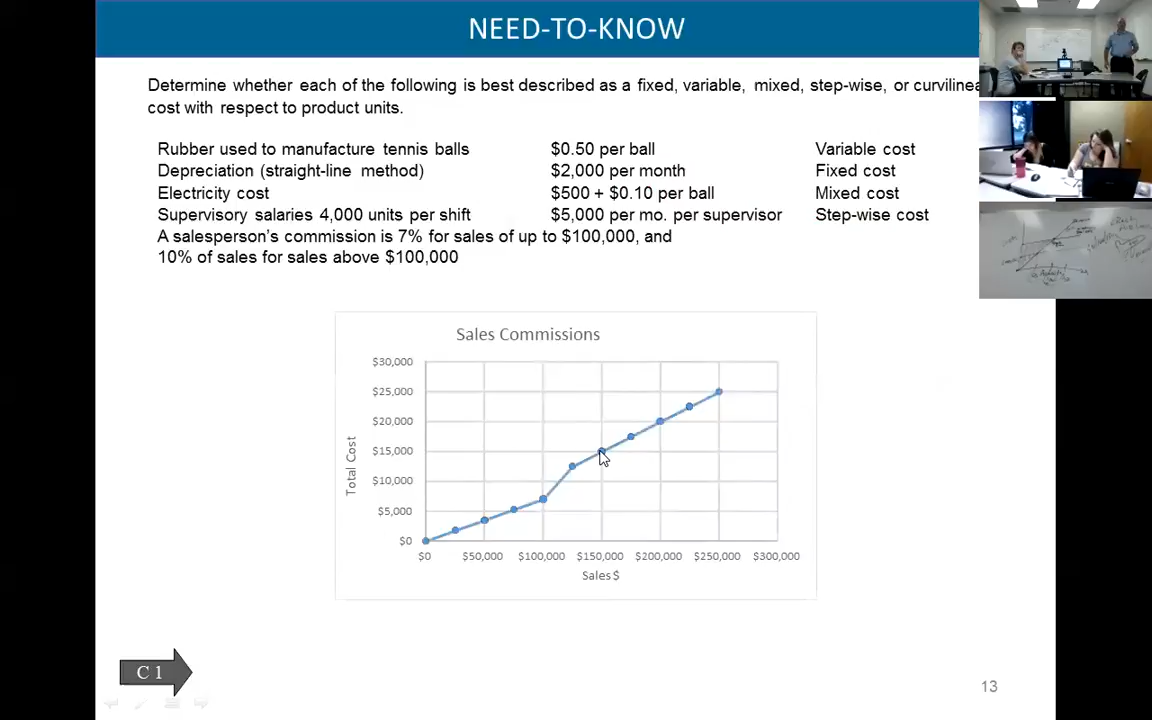 NEED-TO-KNOW
Determine whether each of the following is best described as a fixed, variable, mixed, step-wise, or curvilinea
cost with respect to product units.
Rubber used to manufacture tennis balls $0.50 per ball Variable cost
Depreciation (straight-line method) $2,000 per month Fixed cost
Electricity cost $500 + $0.10 per ball Mixed cost
Supervisory salaries 4,000 units per shift $5,000 per mo. per supervisor Step-wise cost
A salesperson's commission is 7% for sales of up to $100,000, and
10% of sales for sales above $100,000
Sales Commissions
$30,000
$25,000
$20,000
$15,000
$10,000
$5,000
$0
Total Cost
$0 $50,000 $100,000 $150,000 $200,000 $250,000 $300,000
Sales $
C 1
13